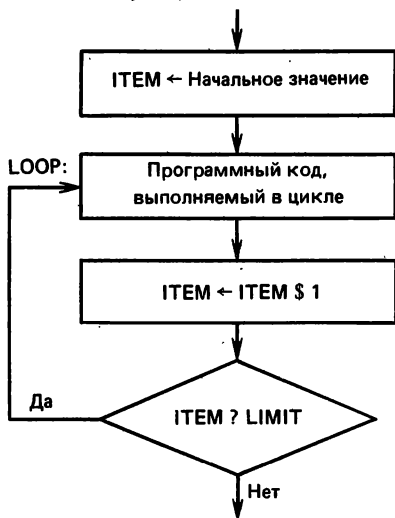 ITEM ← Начальное значение
LOOP:
Программный код,
выполняемый в цикле
ITEM ← ITEM $ 1
Да
ITEM ? LIMIT
Нет